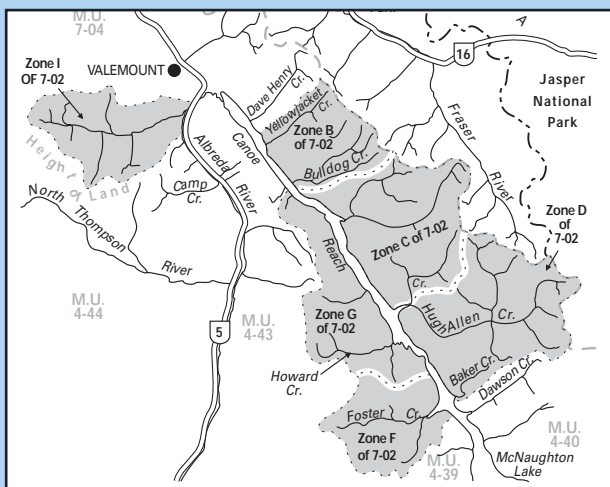 M.U.
7-04
Zone I
OF 7-02
VALEMOUNT
16
A
Jasper
National
Park
Dave Henry
Cr.
Yellowjacket
Cr.
Zone B
of 7-02
Bulldog Cr.
Fraser
River
Canoe
Reach
Albreda
River
Camp
Cr.
Height of Land
North Thompson
River
Zone C of 7-02
Cr.
Zone D
of
7-02
M.U.
4-44
5
M.U.
4-43
Zone G
of 7-02
Hugh Allen Cr.
Howard
Cr.
Baker Cr.
Dawson Cr.
Foster Cr.
Zone F
of 7-02
M.U.
4-40
McNaughton
Lake
M.U.
4-39